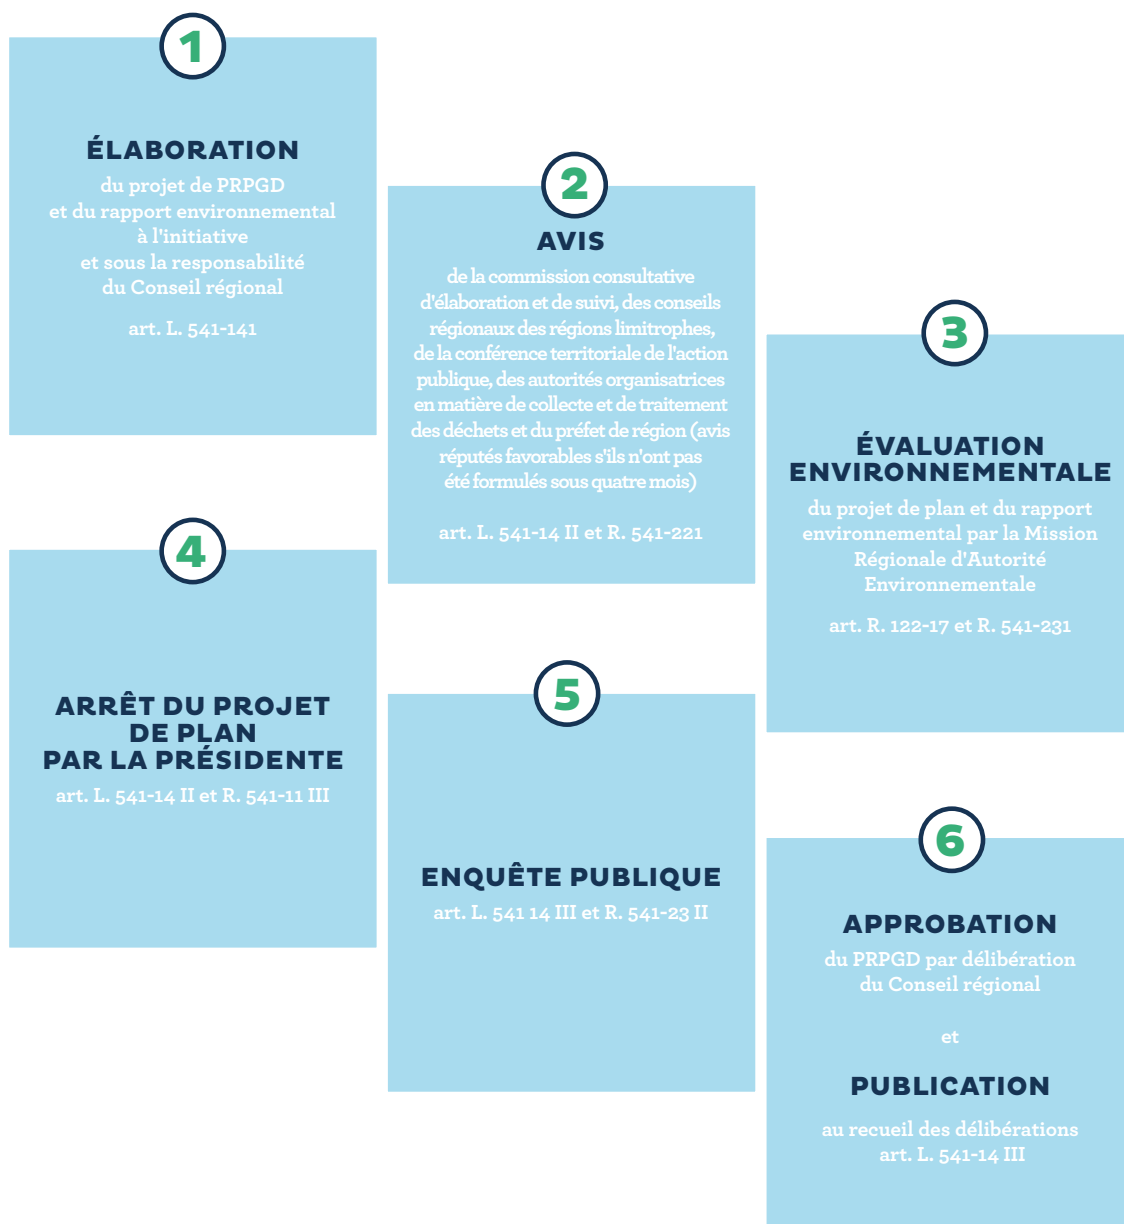 1
ÉLABORATION
du projet de PRPGD
et du rapport environnemental
à l'initiative
et sous la responsabilité
du Conseil régional
art. L. 541-141
2
AVIS
de la commission consultative
d'élaboration et de suivi, des conseils
régionaux des régions limitrophes,
de la conférence territoriale de l'action
publique, des autorités organisatrices
en matière de collecte et de traitement
des déchets et du préfet de région (avis
réputés favorables s'ils n'ont pas
été formulés sous quatre mois)
art. L. 541-14 II et R. 541-221
3
ÉVALUATION
ENVIRONNEMENTALE
du projet de plan et du rapport
environnemental par la Mission
Régionale d'Autorité
Environnementale
art. R. 122-17 et R. 541-231
4
ARRÊT DU PROJET
DE PLAN
PAR LA PRÉSIDENTE
art. L. 541-14 II et R. 541-11 III
5
ENQUÊTE PUBLIQUE
art. L. 541 14 III et R. 541-23 II
6
APPROBATION
du PRPGD par délibération
du Conseil régional
et
PUBLICATION
au recueil des délibérations
art. L. 541-14 III